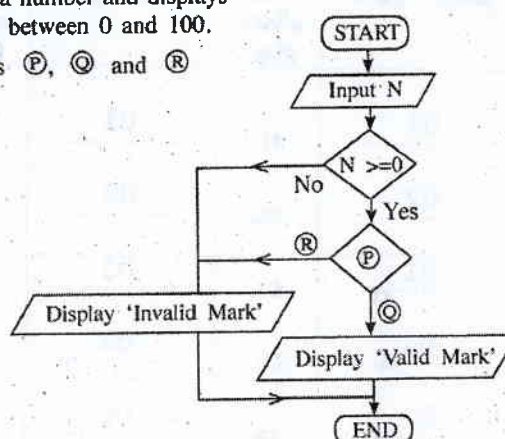 a number and displays
between 0 and 100.
Ⓟ, Ⓠ and Ⓡ
START
Input N
N >=0
No
Yes
Ⓡ
Ⓟ
Ⓠ
Display 'Invalid Mark'
Display 'Valid Mark'
END